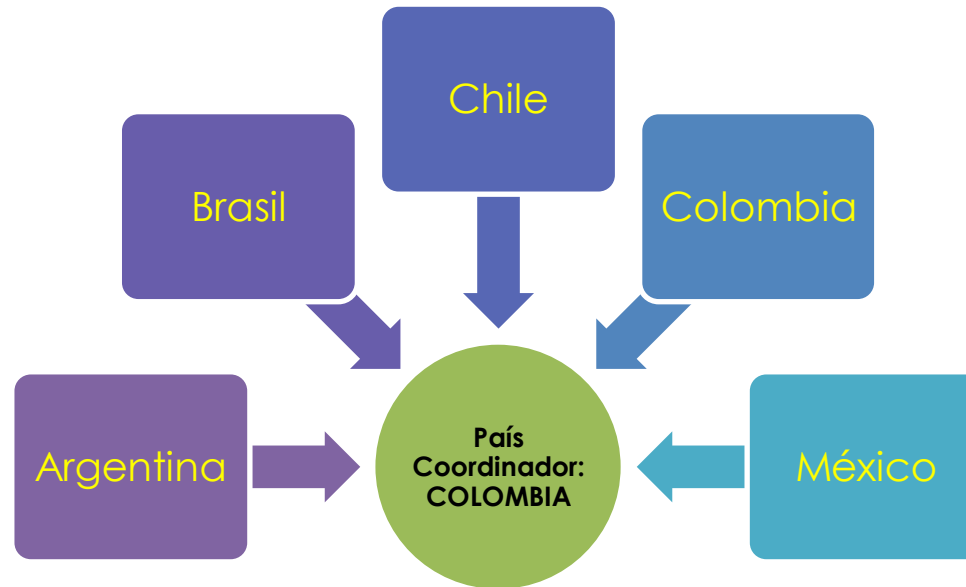 Chile
Brasil
Colombia
Argentina
País
Coordinador:
COLOMBIA
México